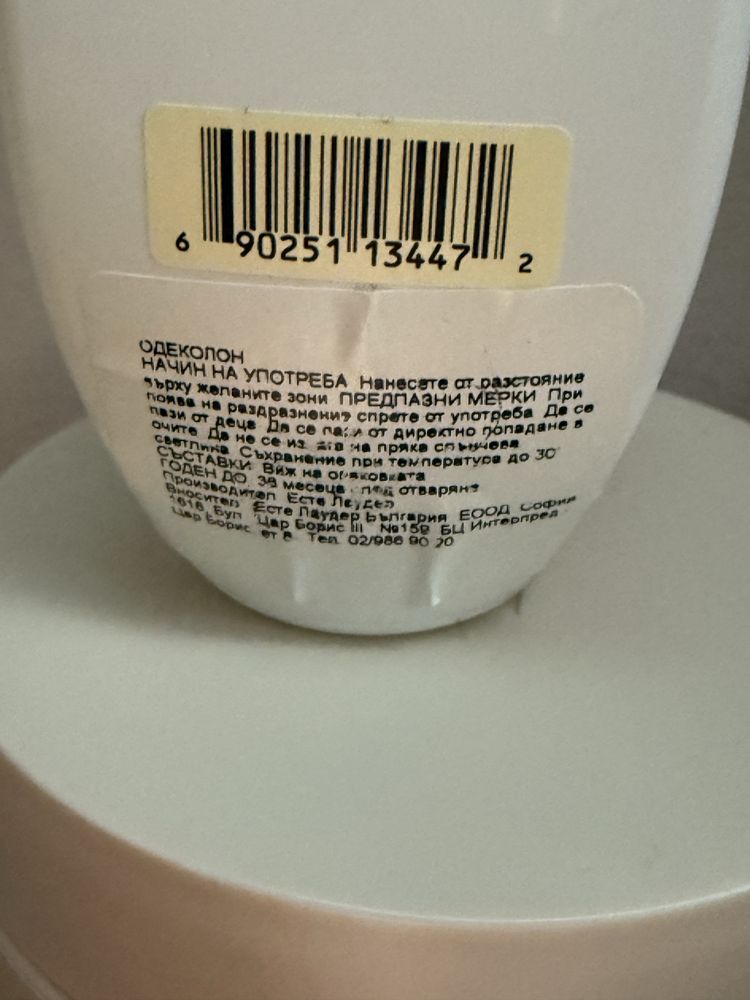 6 90251 13447 2
ОДЕКОЛОН
НАЧИН НА УПОТРЕБА Нанесете от разстояние
върху желаните зони ПРЕДПАЗНИ МЕРКИ При
поява на раздразнения спрете от употреба Да се
пази от деца Да се пази от директно попадане в
очите Да не се из на пряка слънчева
светлина Съхранение при температура до 30°
СЪСТАВКИ Виж на опаковката
ГОДЕН ДО 36 месеца след отваряне
Производител Есте Лаудер
Вносител Есте Лаудер България ЕООД София
1618 Бул Цар Борис III №159 БЦ Интерпред
Цар Борис ет 8 Тел 02/986 90 20